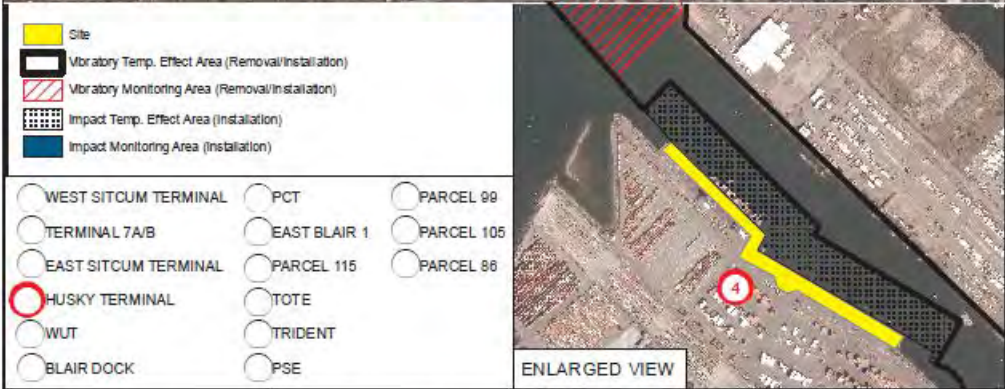 Site
Vibratory Temp. Effect Area (Removal/Installation)
Vibratory Monitoring Area (Removal/Installation)
Impact Temp. Effect Area (Installation)
Impact Monitoring Area (Installation)
WEST SITCUM TERMINAL
TERMINAL 7A/B
EAST SITCUM TERMINAL
HUSKY TERMINAL
WUT
BLAIR DOCK
PCT
EAST BLAIR 1
PARCEL 115
TOTE
TRIDENT
PSE
PARCEL 99
PARCEL 105
PARCEL 86
4
ENLARGED VIEW